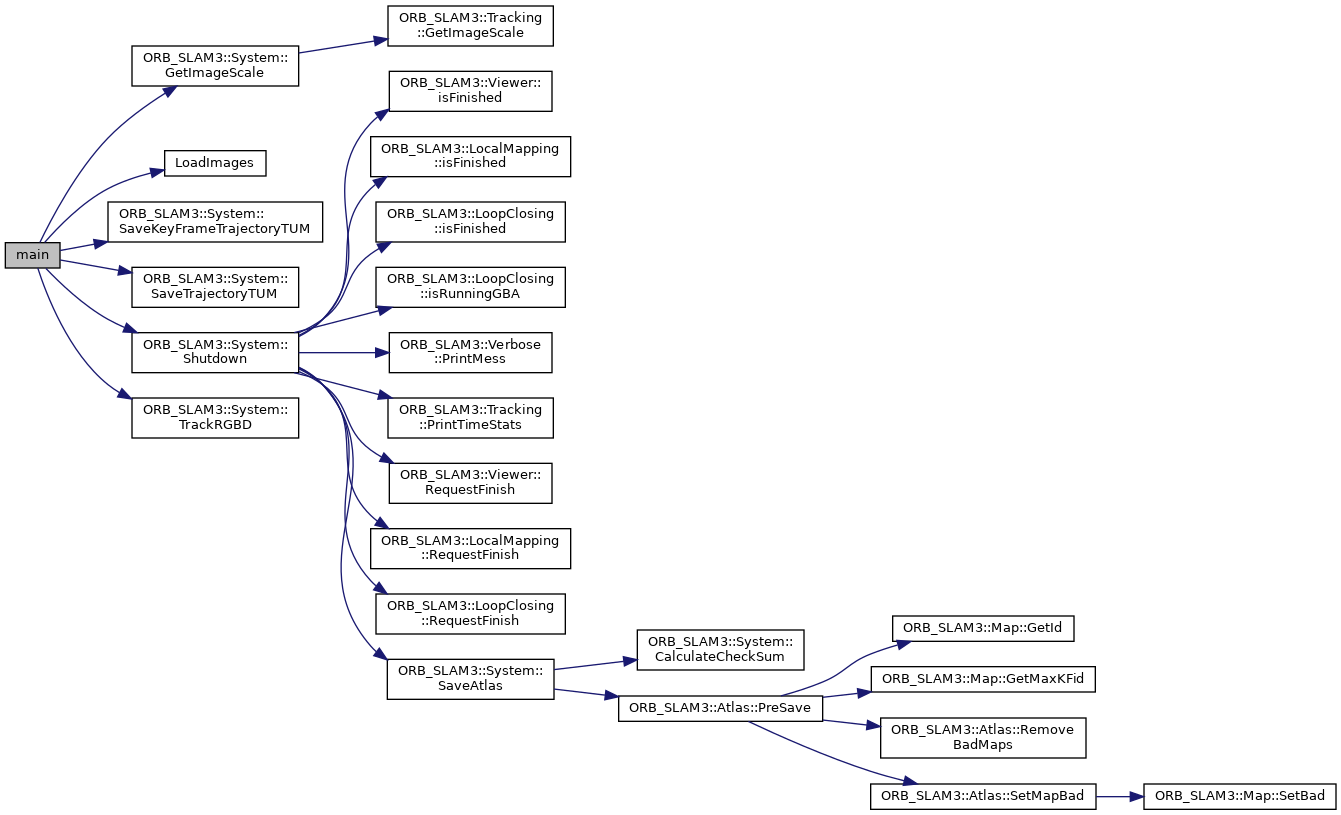 main
ORB_SLAM3::System::
GetImageScale
LoadImages
ORB_SLAM3::System::
SaveKeyFrameTrajectoryTUM
ORB_SLAM3::System::
SaveTrajectoryTUM
ORB_SLAM3::System::
Shutdown
ORB_SLAM3::System::
TrackRGBD
ORB_SLAM3::Tracking
::GetImageScale
ORB_SLAM3::Viewer::
isFinished
ORB_SLAM3::LocalMapping
::isFinished
ORB_SLAM3::LoopClosing
::isFinished
ORB_SLAM3::LoopClosing
::isRunningGBA
ORB_SLAM3::Verbose
::PrintMess
ORB_SLAM3::Tracking
::PrintTimeStats
ORB_SLAM3::Viewer::
RequestFinish
ORB_SLAM3::LocalMapping
::RequestFinish
ORB_SLAM3::LoopClosing
::RequestFinish
ORB_SLAM3::System::
SaveAtlas
ORB_SLAM3::System::
CalculateCheckSum
ORB_SLAM3::Atlas::PreSave
ORB_SLAM3::Map::GetId
ORB_SLAM3::Map::GetMaxKFid
ORB_SLAM3::Atlas::Remove
BadMaps
ORB_SLAM3::Atlas::SetMapBad
ORB_SLAM3::Map::SetBad